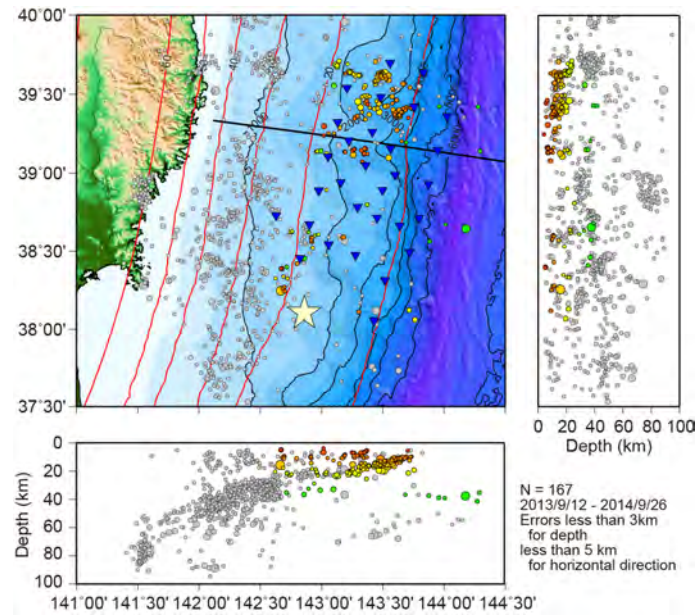 40°00'
39°30'
39°00'
38°30'
38°00'
37°30'
60
40
20
141°00' 141°30' 142°00' 142°30' 143°00' 143°30' 144°00' 144°30'
0
20
40
60
80
100
Depth (km)
0 20 40 60 80 100
Depth (km)
N = 167
2013/9/12 - 2014/9/26
Errors less than 3km
for depth
less than 5 km
for horizontal direction